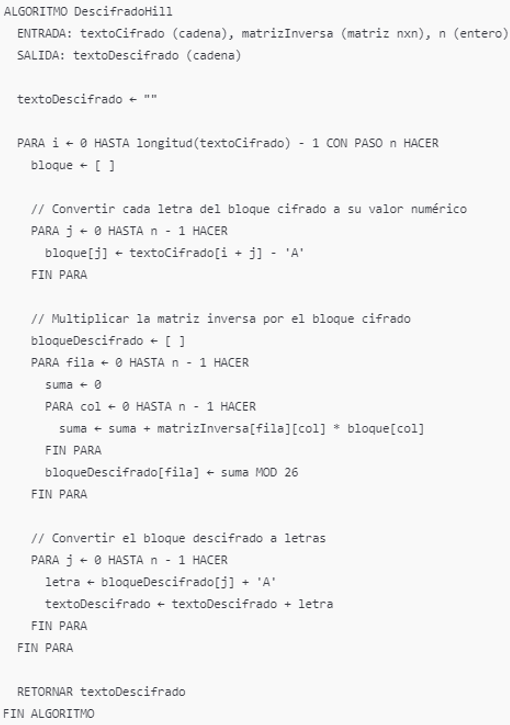 ALGORITMO DescifradoHill
  ENTRADA: textoCifrado (cadena), matrizInversa (matriz nxn), n (entero)
  SALIDA: textoDescifrado (cadena)

  textoDescifrado ← ""

  PARA i ← 0 HASTA longitud(textoCifrado) - 1 CON PASO n HACER
    bloque ← [ ]

    // Convertir cada letra del bloque cifrado a su valor numérico
    PARA j ← 0 HASTA n - 1 HACER
      bloque[j] ← textoCifrado[i + j] - 'A'
    FIN PARA

    // Multiplicar la matriz inversa por el bloque cifrado
    bloqueDescifrado ← [ ]
    PARA fila ← 0 HASTA n - 1 HACER
      suma ← 0
      PARA col ← 0 HASTA n - 1 HACER
        suma ← suma + matrizInversa[fila][col] * bloque[col]
      FIN PARA
      bloqueDescifrado[fila] ← suma MOD 26
    FIN PARA

    // Convertir el bloque descifrado a letras
    PARA j ← 0 HASTA n - 1 HACER
      letra ← bloqueDescifrado[j] + 'A'
      textoDescifrado ← textoDescifrado + letra
    FIN PARA
  FIN PARA

  RETORNAR textoDescifrado
FIN ALGORITMO